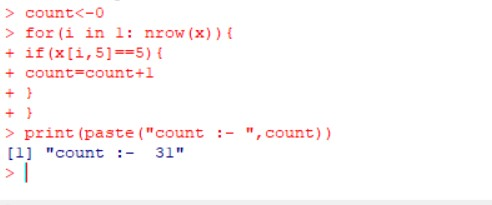 > count<-0
> for(i in 1: nrow(x)){
+ if(x[i,5]==5){
+ count=count+1
+ }
+ }
> print(paste("count :- ",count))
[1] "count :-  31"
>